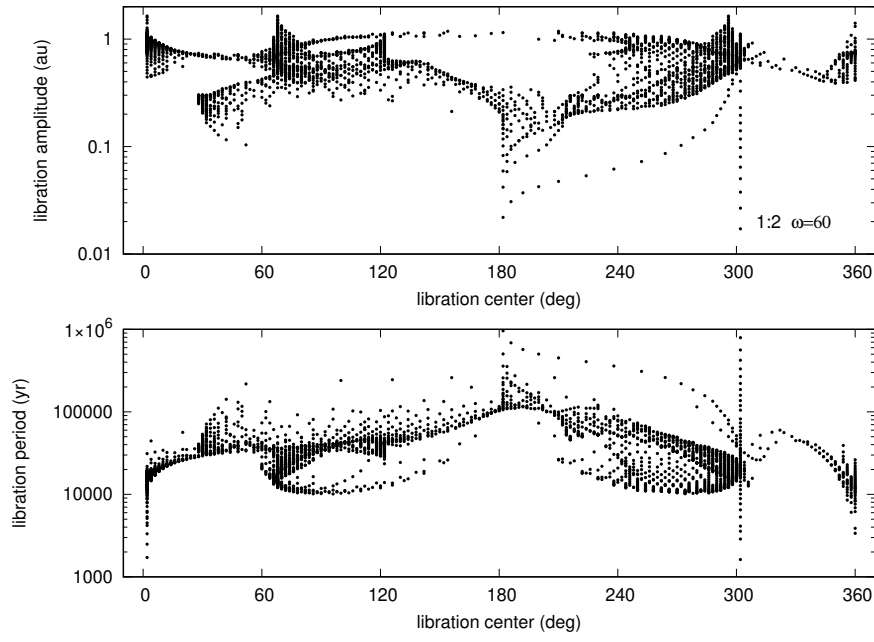 1
0.1
0.01
libration amplitude (au)
0 60 120 180 240 300 360
libration center (deg)
1:2 ω=60
1×10⁶
100000
10000
1000
libration period (yr)
0 60 120 180 240 300 360
libration center (deg)